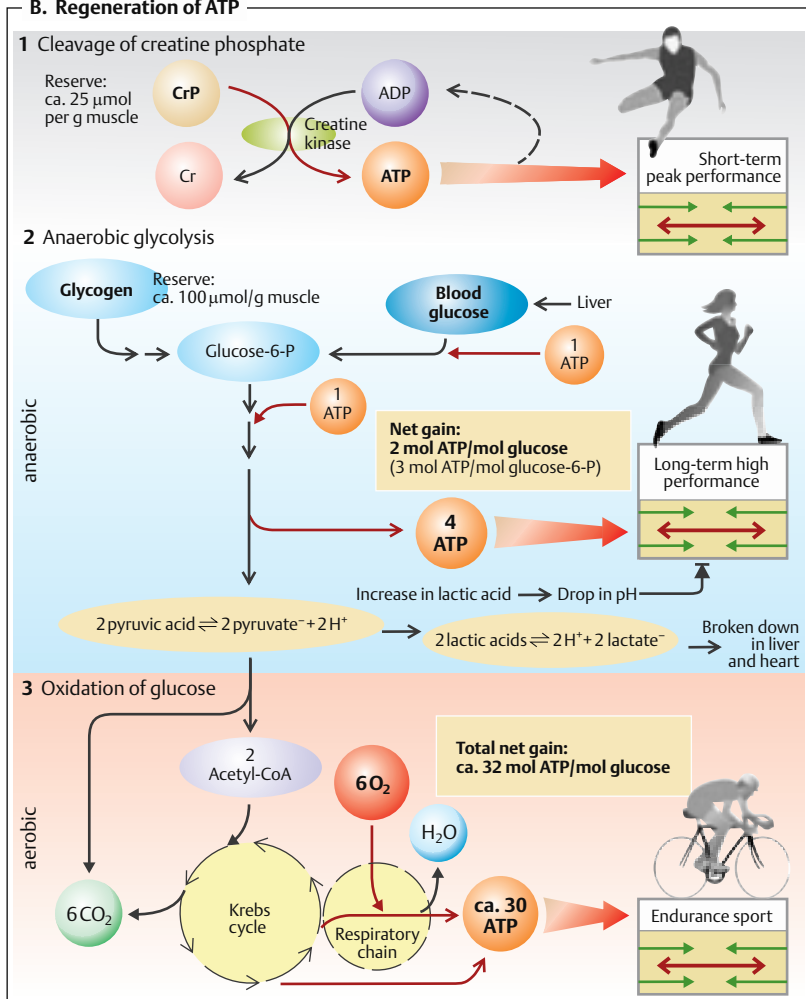 B. Regeneration of ATP
1 Cleavage of creatine phosphate
Reserve:
ca. 25 μmol
per g muscle
CrP
ADP
Creatine
kinase
Cr
ATP
Short-term
peak performance
2 Anaerobic glycolysis
Glycogen
Reserve:
ca. 100 μmol/g muscle
Blood
glucose
Liver
Glucose-6-P
1
ATP
1
ATP
anaerobic
Net gain:
2 mol ATP/mol glucose
(3 mol ATP/mol glucose-6-P)
Long-term high
performance
4
ATP
Increase in lactic acid
Drop in pH
2 pyruvic acid ⇌ 2 pyruvate⁻ + 2 H⁺
2 lactic acids ⇌ 2 H⁺ + 2 lactate⁻
Broken down
in liver
and heart
3 Oxidation of glucose
2
Acetyl-CoA
6 O₂
Total net gain:
ca. 32 mol ATP/mol glucose
H₂O
aerobic
6 CO₂
Krebs
cycle
Respiratory
chain
ca. 30
ATP
Endurance sport